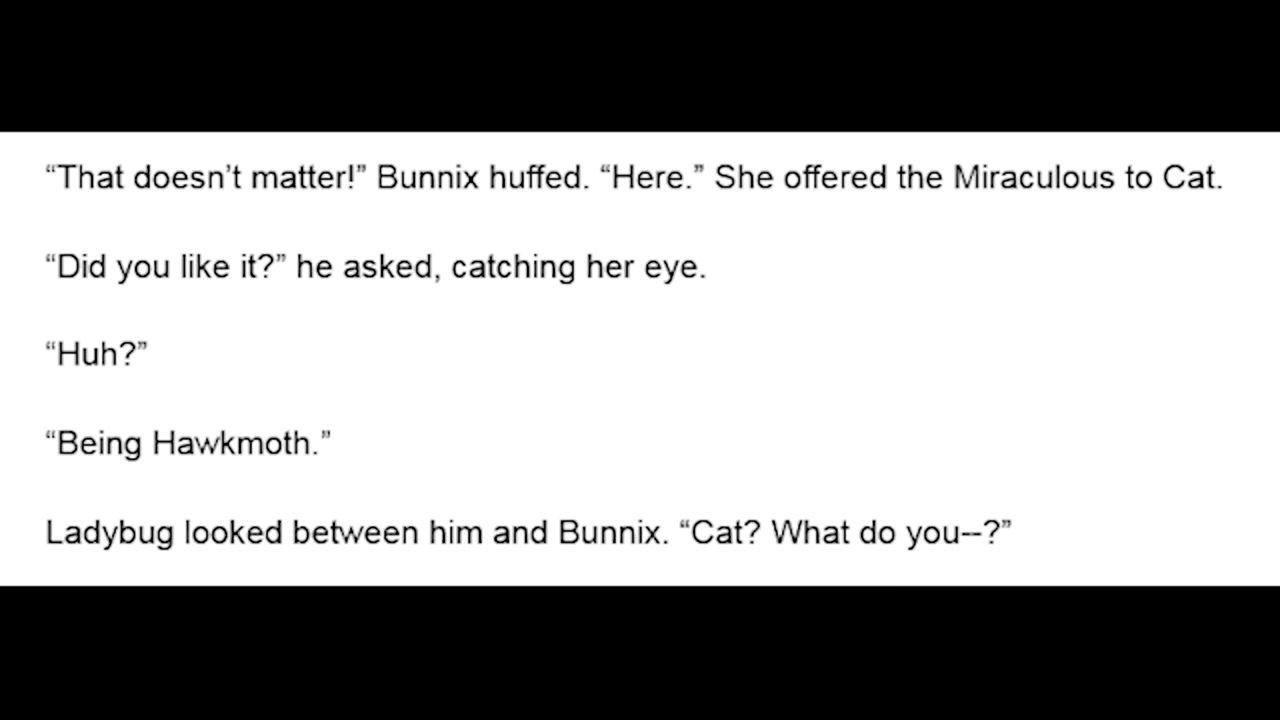 “That doesn’t matter!” Bunnix huffed. “Here.” She offered the Miraculous to Cat.
“Did you like it?” he asked, catching her eye.
“Huh?”
“Being Hawkmoth.”
Ladybug looked between him and Bunnix. “Cat? What do you--?”